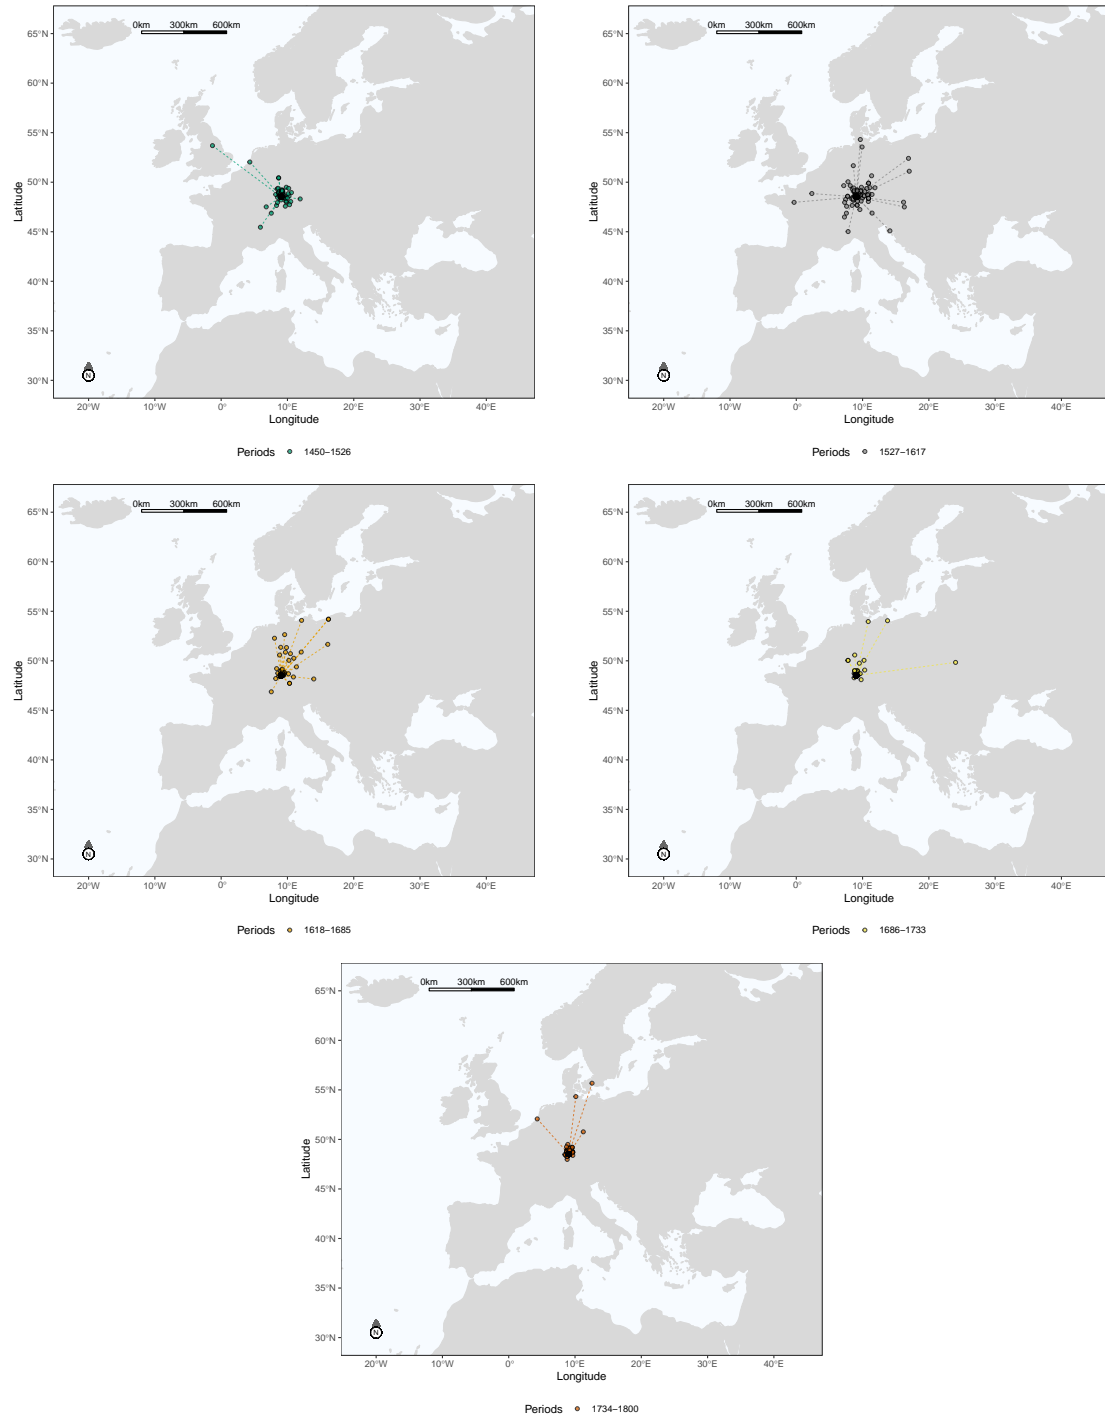 0km 300km 600km
65°N
60°N
55°N
50°N
45°N
40°N
35°N
30°N
Latitude
N
20°W 10°W 0° 10°E 20°E 30°E 40°E
Longitude
Periods 1450–1526
0km 300km 600km
65°N
60°N
55°N
50°N
45°N
40°N
35°N
30°N
Latitude
N
20°W 10°W 0° 10°E 20°E 30°E 40°E
Longitude
Periods 1527–1617
0km 300km 600km
65°N
60°N
55°N
50°N
45°N
40°N
35°N
30°N
Latitude
N
20°W 10°W 0° 10°E 20°E 30°E 40°E
Longitude
Periods 1618–1685
0km 300km 600km
65°N
60°N
55°N
50°N
45°N
40°N
35°N
30°N
Latitude
N
20°W 10°W 0° 10°E 20°E 30°E 40°E
Longitude
Periods 1686–1733
0km 300km 600km
65°N
60°N
55°N
50°N
45°N
40°N
35°N
30°N
Latitude
N
20°W 10°W 0° 10°E 20°E 30°E 40°E
Longitude
Periods 1734–1800